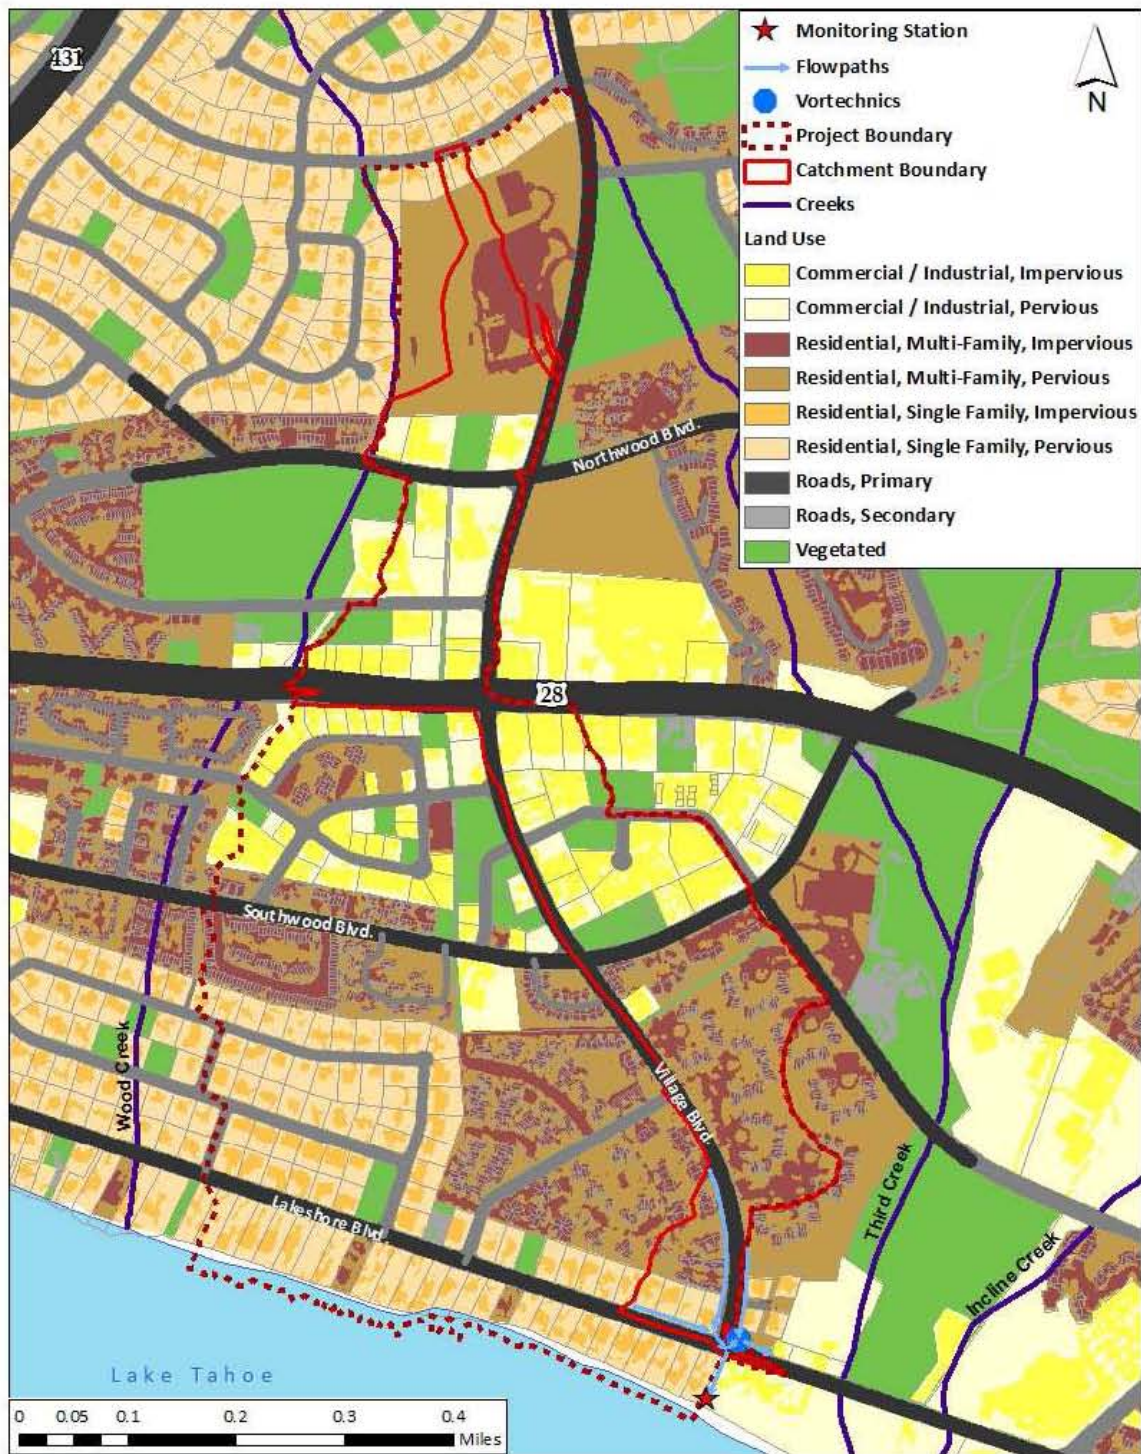 431
Monitoring Station
Flowpaths
Vortechnics
Project Boundary
Catchment Boundary
Creeks
Land Use
Commercial / Industrial, Impervious
Commercial / Industrial, Pervious
Residential, Multi-Family, Impervious
Residential, Multi-Family, Pervious
Residential, Single Family, Impervious
Residential, Single Family, Pervious
Roads, Primary
Roads, Secondary
Vegetated
N
Northwood Blvd.
28
Southwood Blvd.
Village Blvd.
Wood Creek
Lakeshore Blvd.
Third Creek
Incline Creek
Lake Tahoe
0 0.05 0.1 0.2 0.3 0.4
Miles